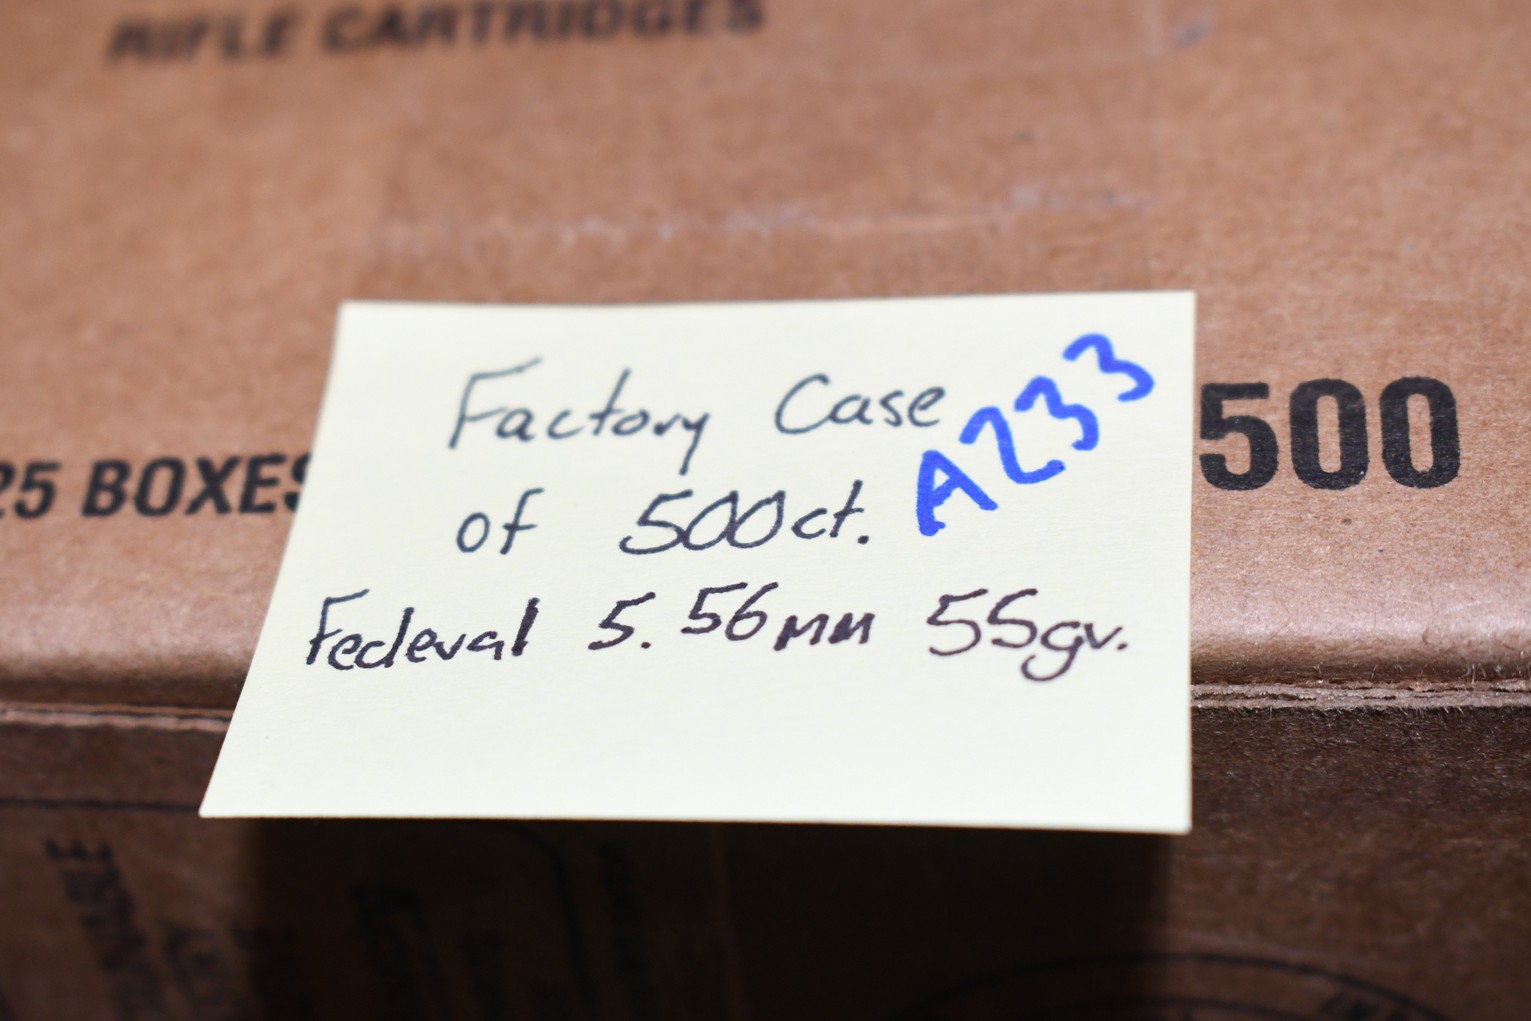 RIFLE CARTRIDGES
25 BOXES
500
Factory Case
of 500ct.
A233
Federal 5.56mm 55gr.